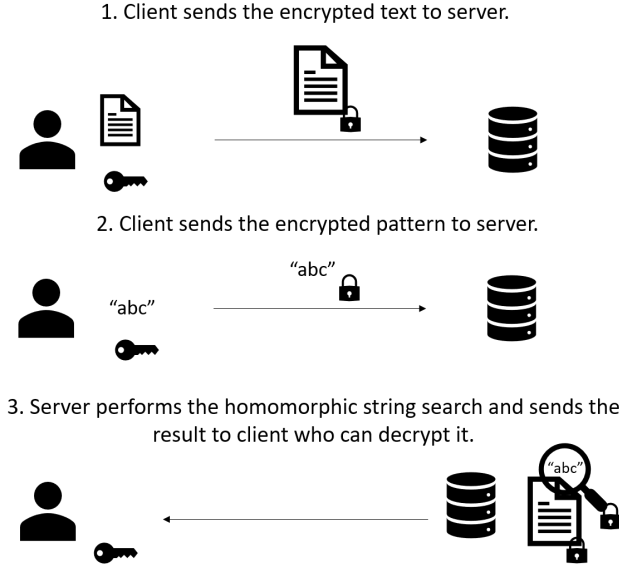 1. Client sends the encrypted text to server.
2. Client sends the encrypted pattern to server.
“abc”
“abc”
3. Server performs the homomorphic string search and sends the
result to client who can decrypt it.
“abc”